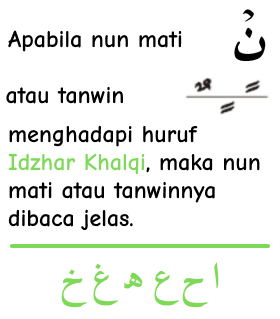 Apabila nun mati نْ
atau tanwin ـٌ ـً ـٍ
menghadapi huruf
Idzhar Khalqi, maka nun
mati atau tanwinnya
dibaca jelas.
ا ح ع ه غ خ